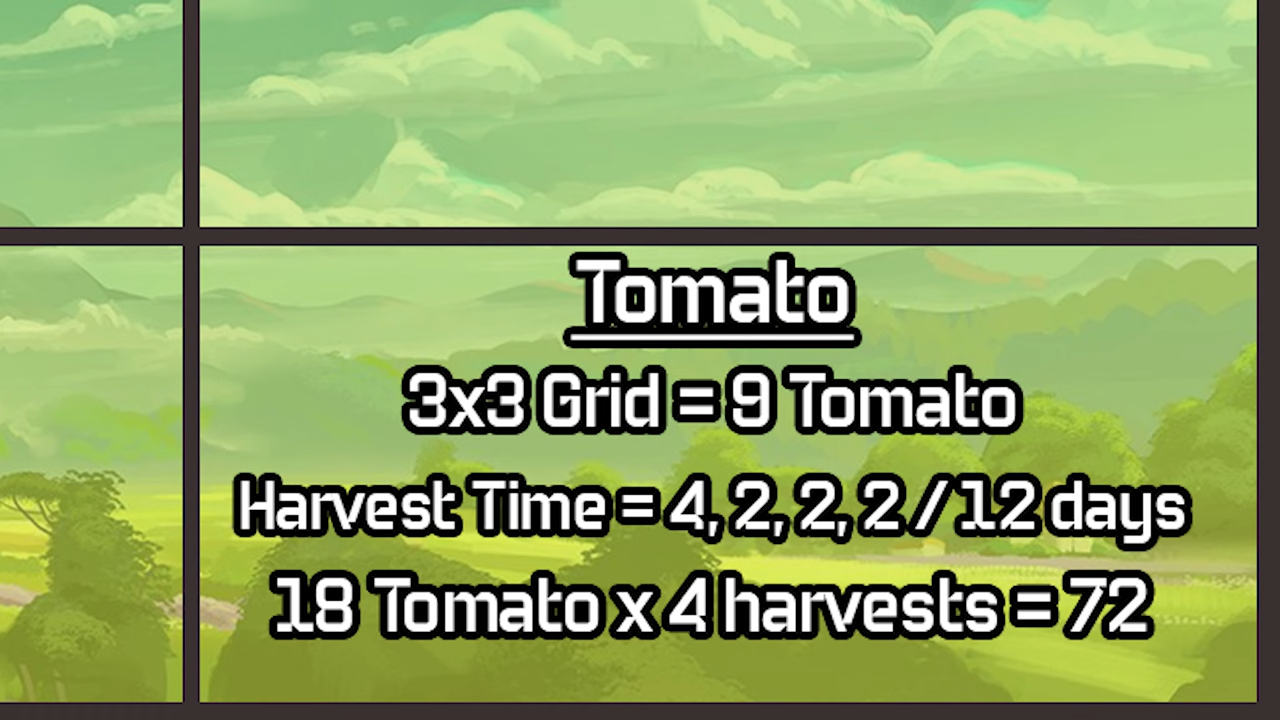 Tomato
3x3 Grid = 9 Tomato
Harvest Time = 4, 2, 2, 2 / 12 days
18 Tomato x 4 harvests = 72